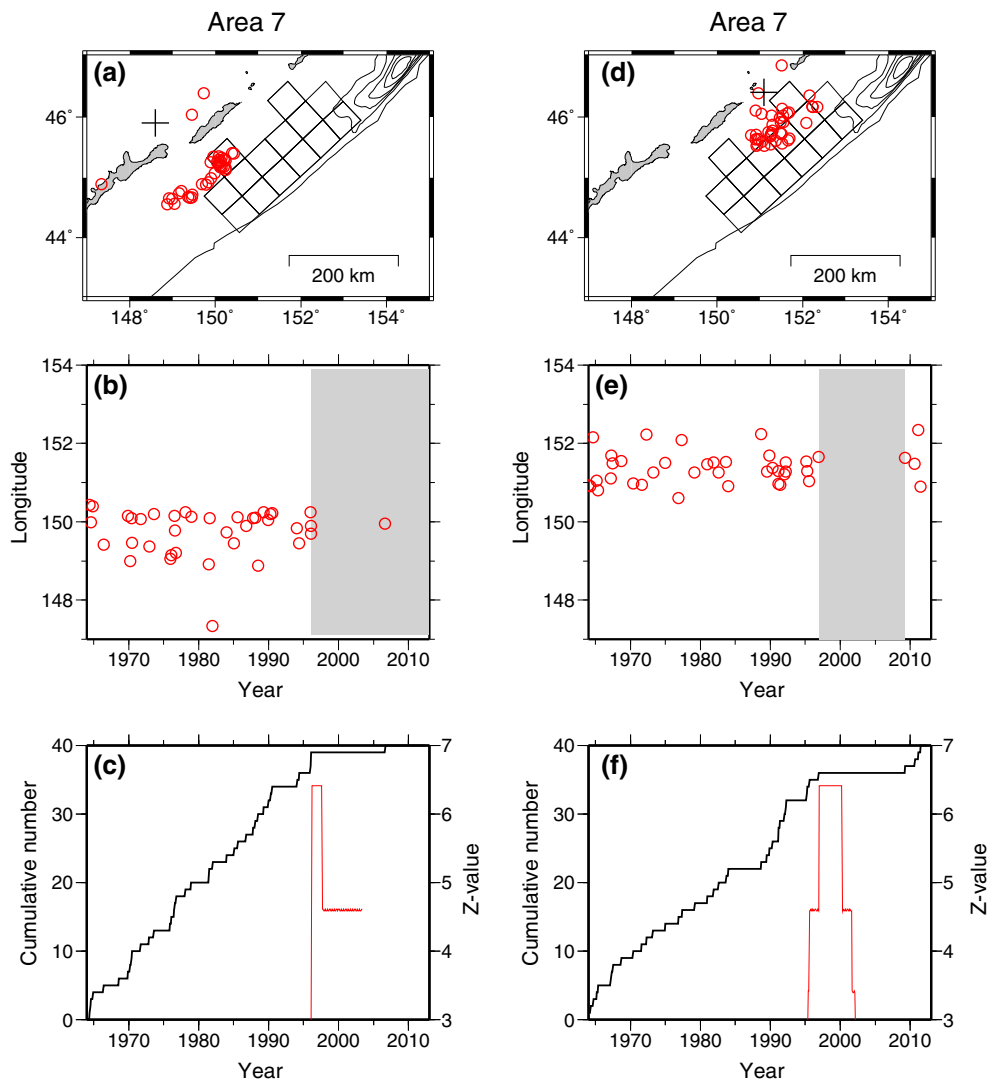 Area 7
Area 7
(a)
46°
44°
148° 150° 152° 154°
200 km
(d)
46°
44°
148° 150° 152° 154°
200 km
(b)
154
152
150
148
Longitude
1970 1980 1990 2000 2010
Year
(e)
154
152
150
148
Longitude
1970 1980 1990 2000 2010
Year
(c)
40
30
20
10
0
Cumulative number
7
6
5
4
3
Z-value
1970 1980 1990 2000 2010
Year
(f)
40
30
20
10
0
Cumulative number
7
6
5
4
3
Z-value
1970 1980 1990 2000 2010
Year